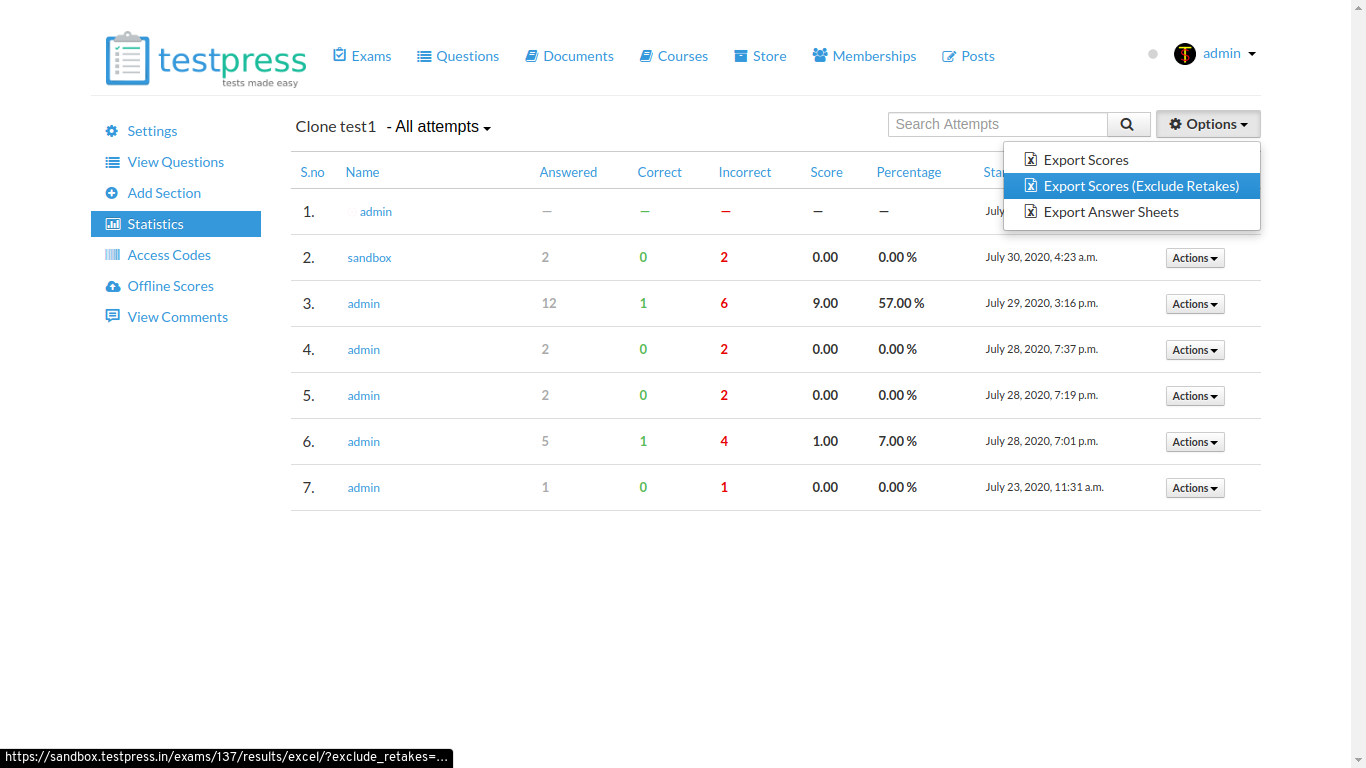 testpress
tests made easy
Exams Questions Documents Courses Store Memberships Posts admin
Settings
View Questions
Add Section
Statistics
Access Codes
Offline Scores
View Comments
Clone test1 - All attempts Search Attempts Options
Export Scores
Export Scores (Exclude Retakes)
Export Answer Sheets
S.no Name Answered Correct Incorrect Score Percentage
1. admin — — — — — July
2. sandbox 2 0 2 0.00 0.00 % July 30, 2020, 4:23 a.m. Actions
3. admin 12 1 6 9.00 57.00 % July 29, 2020, 3:16 p.m. Actions
4. admin 2 0 2 0.00 0.00 % July 28, 2020, 7:37 p.m. Actions
5. admin 2 0 2 0.00 0.00 % July 28, 2020, 7:19 p.m. Actions
6. admin 5 1 4 1.00 7.00 % July 28, 2020, 7:01 p.m. Actions
7. admin 1 0 1 0.00 0.00 % July 23, 2020, 11:31 a.m. Actions
https://sandbox.testpress.in/exams/137/results/excel/?exclude_retakes=...